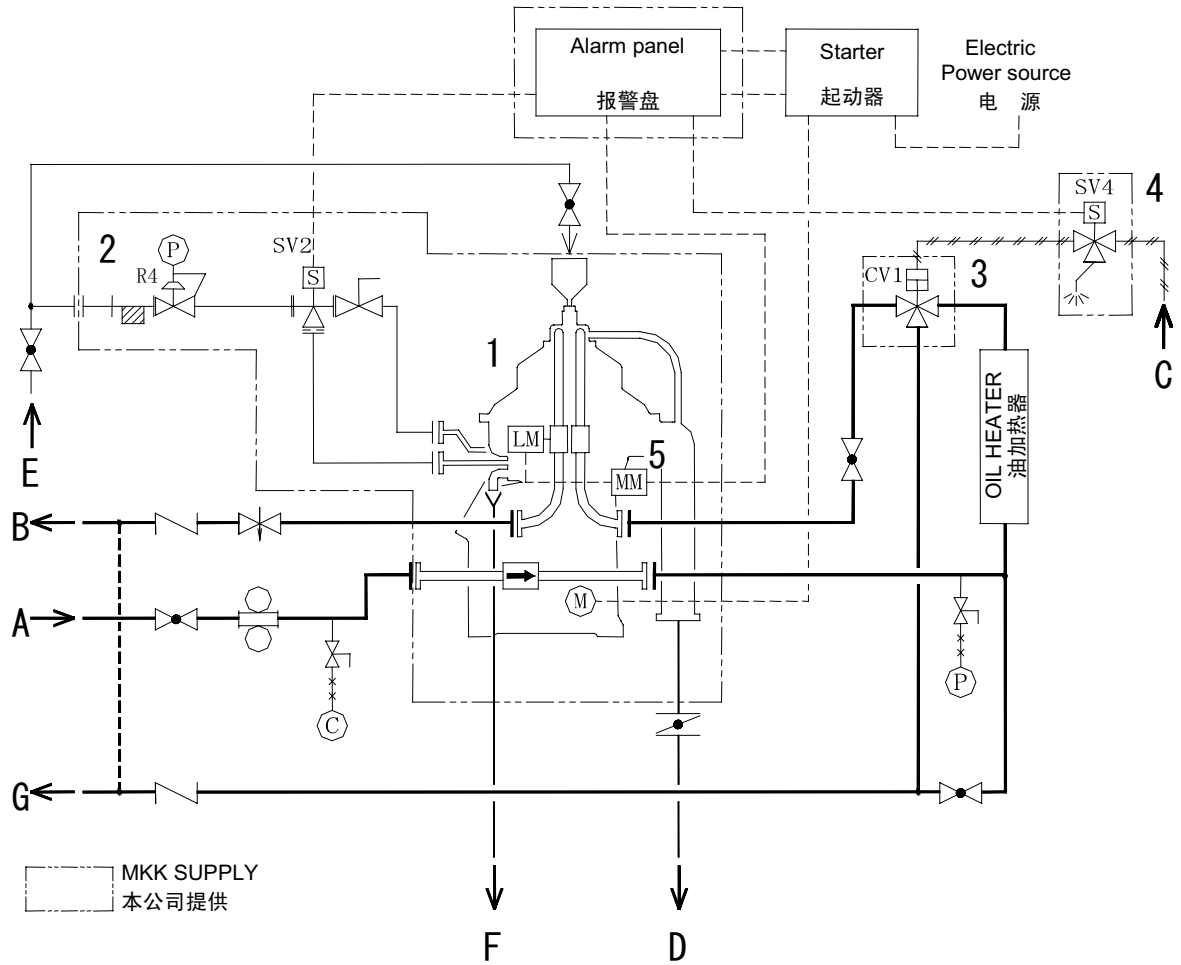 Alarm panel
报警盘
Starter
起动器
Electric
Power source
电 源
SV4
S
4
2
P
R4
SV2
S
CV1
3
C
1
E
LM
5
MM
OIL HEATER
油加热器
B
A
M
C
P
G
MKK SUPPLY
本公司提供
F
D